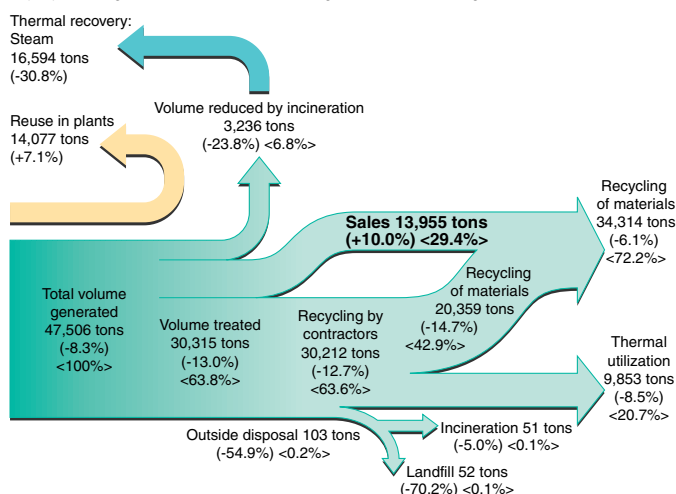 Thermal recovery:
Steam
16,594 tons
(-30.8%)
Reuse in plants
14,077 tons
(+7.1%)
Volume reduced by incineration
3,236 tons
(-23.8%) <6.8%>
Sales 13,955 tons
(+10.0%) <29.4%>
Recycling
of materials
34,314 tons
(-6.1%)
<72.2%>
Total volume
generated
47,506 tons
(-8.3%)
<100%>
Volume treated
30,315 tons
(-13.0%)
<63.8%>
Recycling by
contractors
30,212 tons
(-12.7%)
<63.6%>
Recycling
of materials
20,359 tons
(-14.7%)
<42.9%>
Thermal
utilization
9,853 tons
(-8.5%)
<20.7%>
Outside disposal 103 tons
(-54.9%) <0.2%>
Incineration 51 tons
(-5.0%) <0.1%>
Landfill 52 tons
(-70.2%) <0.1%>